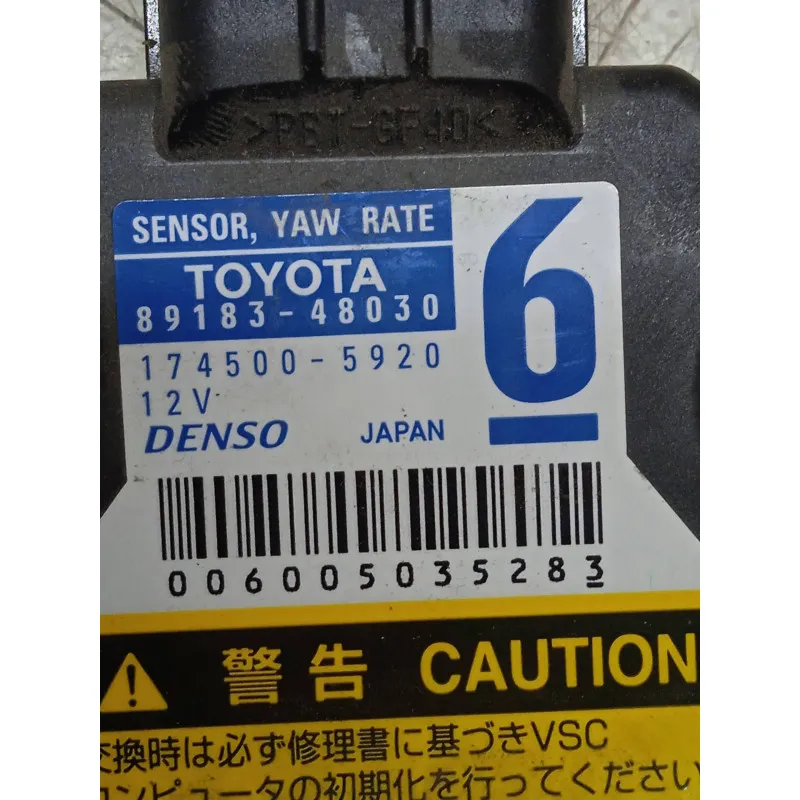 >PBT-GF40<
SENSOR, YAW RATE
TOYOTA
89183-48030
6
174500-5920
12V
DENSO JAPAN
006005035283
警告 CAUTION
交換時は必ず修理書に基づきVSC
コンピュータの初期化を行ってください